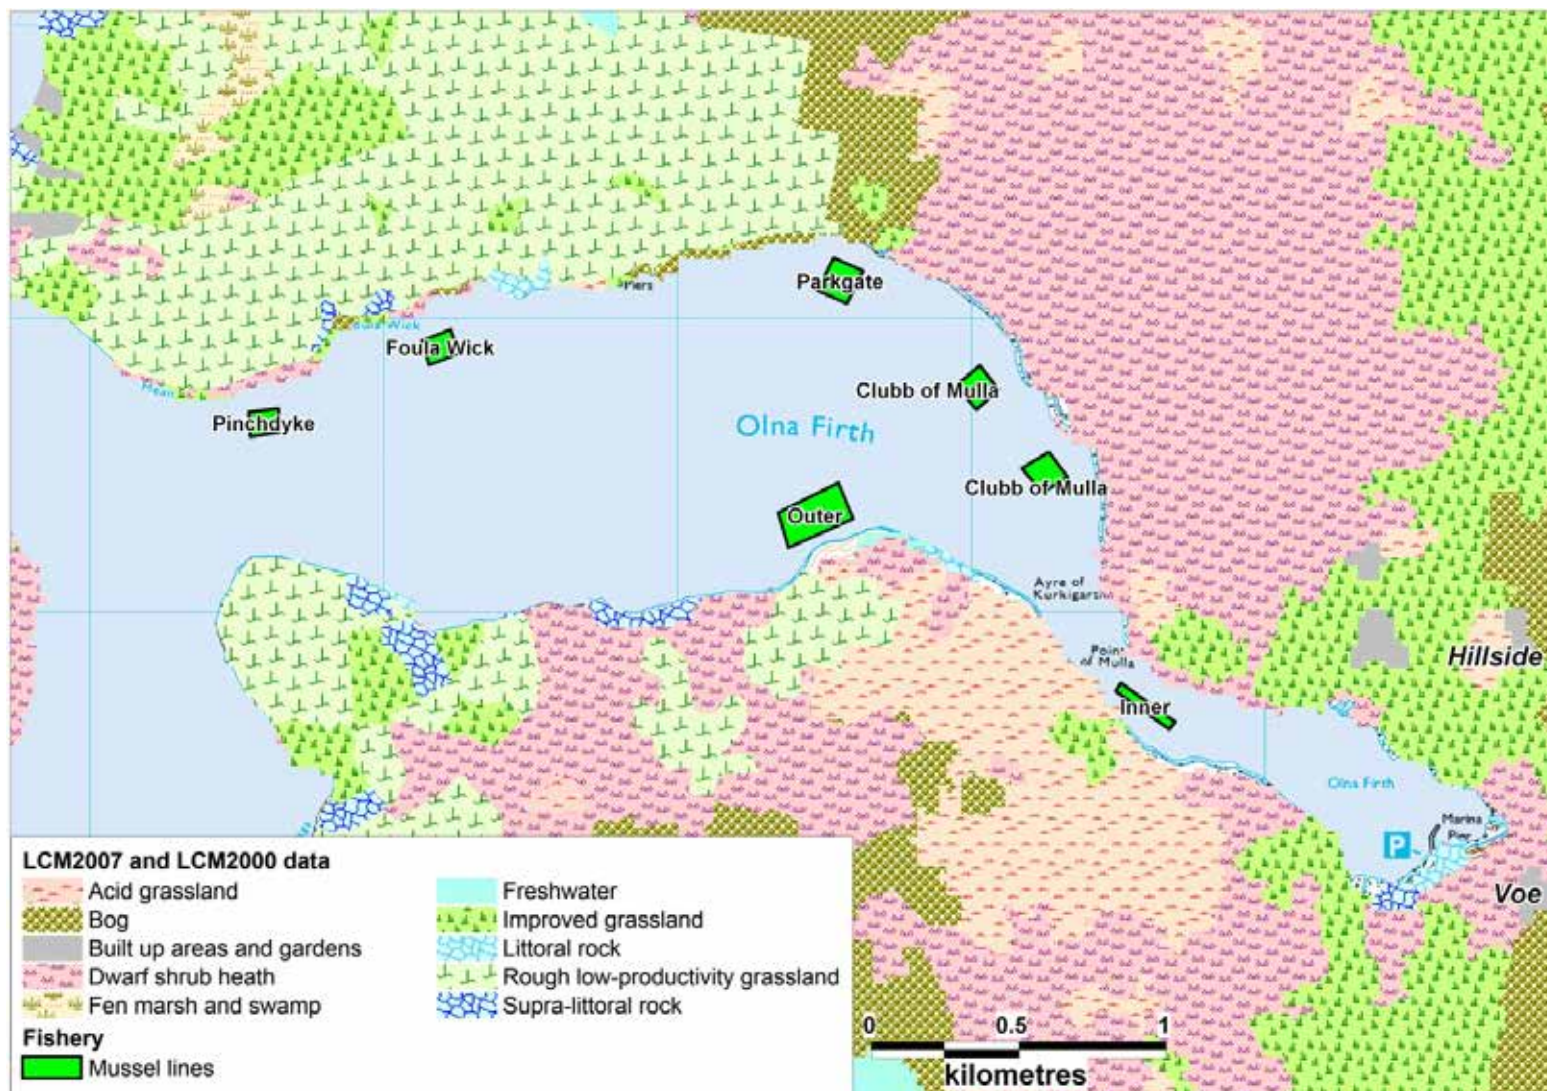 Piers
Parkgate
Foula Wick
Clubb of Mulla
Pinchdyke
Olna Firth
Clubb of Mulla
Outer
Ayre of
Kurkigars
Hillside
of Mulla
Inner
Olna Firth
Marina
Pier
P
Voe
LCM2007 and LCM2000 data
Acid grassland
Bog
Built up areas and gardens
Dwarf shrub heath
Fen marsh and swamp
Freshwater
Improved grassland
Littoral rock
Rough low-productivity grassland
Supra-littoral rock
Fishery
Mussel lines
0 0.5 1
kilometres